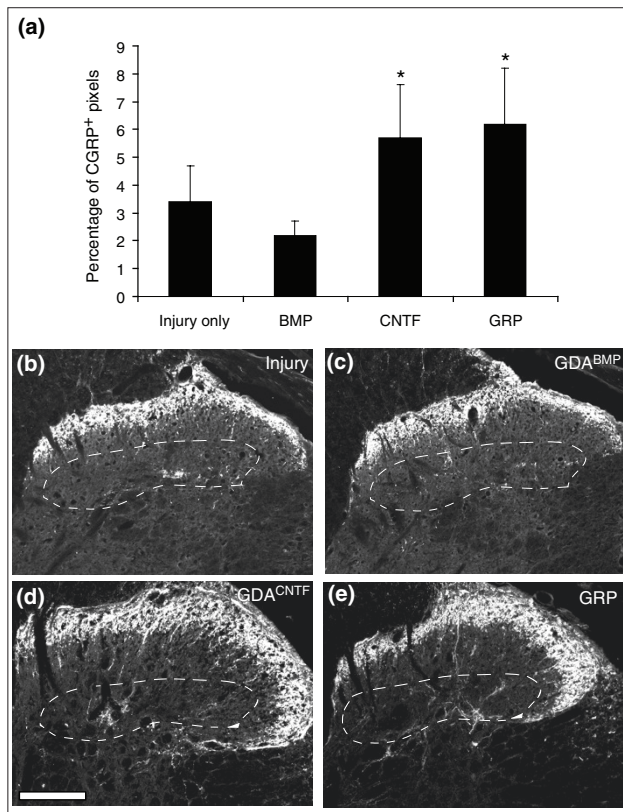 (a)
Percentage of CGRP+ pixels
9
8
7
6
5
4
3
2
1
0
* *
Injury only BMP CNTF GRP
(b) Injury
(c) GDABMP
(d) GDACNTF
(e) GRP